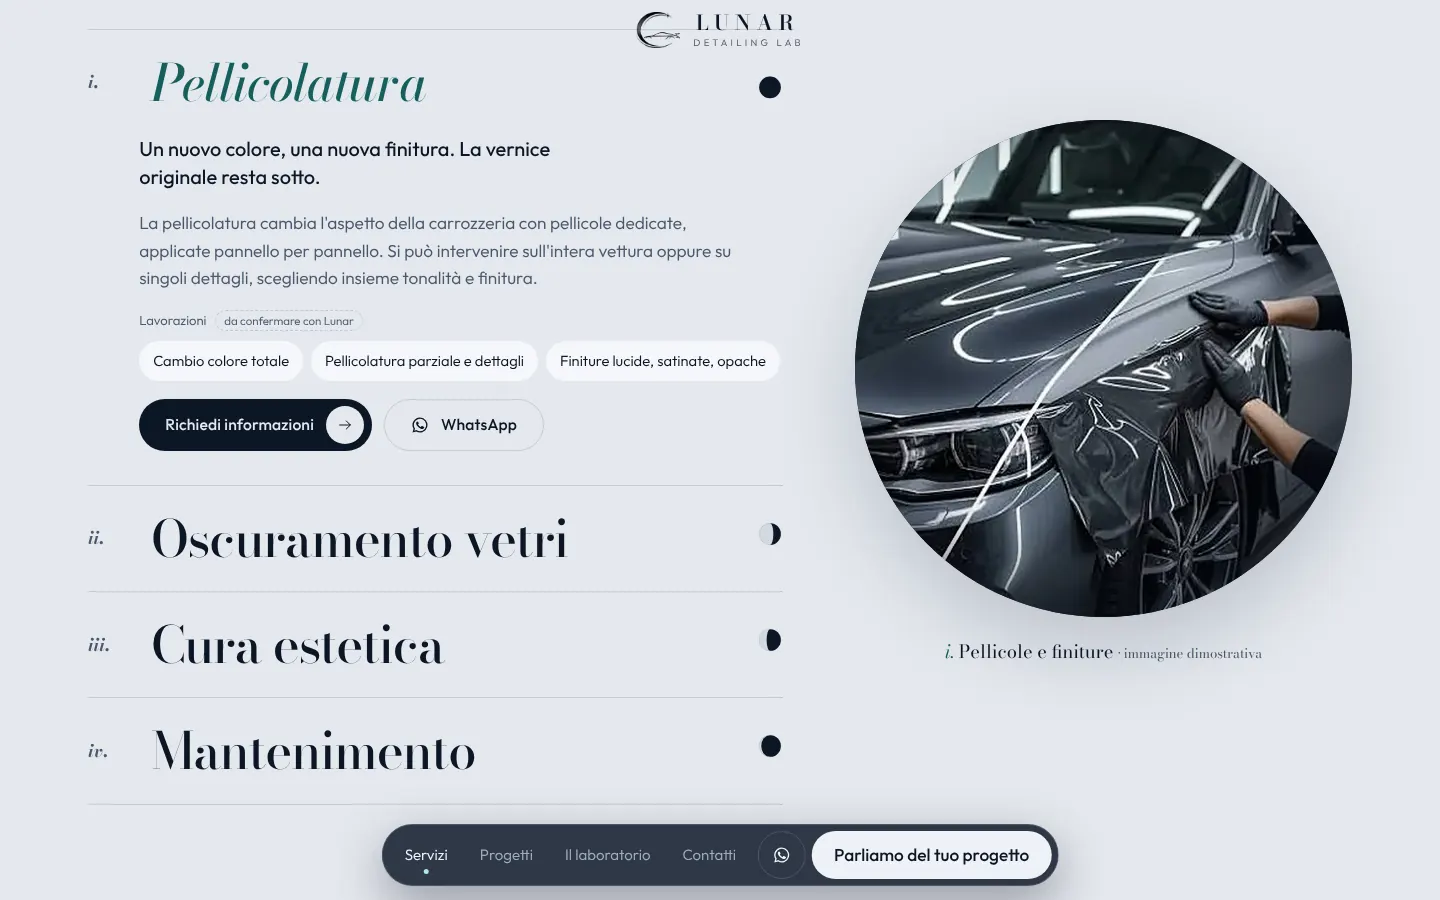 LUNAR
DETAILING LAB
i. Pellicolatura
Un nuovo colore, una nuova finitura. La vernice
originale resta sotto.
La pellicolatura cambia l'aspetto della carrozzeria con pellicole dedicate,
applicate pannello per pannello. Si può intervenire sull'intera vettura oppure su
singoli dettagli, scegliendo insieme tonalità e finitura.
Lavorazioni da confermare con Lunar
Cambio colore totale Pellicolatura parziale e dettagli Finiture lucide, satinate, opache
Richiedi informazioni → WhatsApp
ii. Oscuramento vetri
iii. Cura estetica
iv. Mantenimento
i. Pellicole e finiture · immagine dimostrativa
Servizi Progetti Il laboratorio Contatti Parliamo del tuo progetto